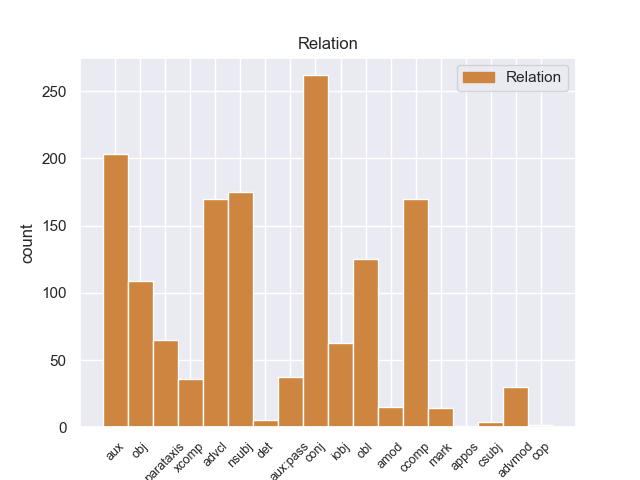 Relation
Relation
count
250
200
150
100
50
0
aux obj parataxis xcomp advcl nsubj det aux:pass conj iobj obl amod ccomp mark appos csubj advmod cop